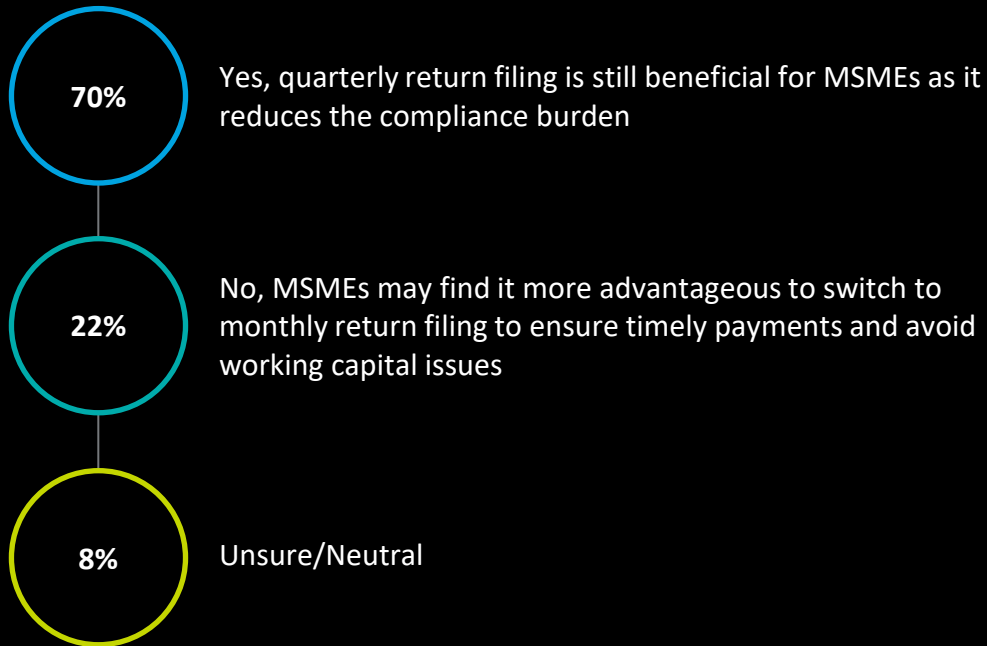 70%
Yes, quarterly return filing is still beneficial for MSMEs as it
reduces the compliance burden
22%
No, MSMEs may find it more advantageous to switch to
monthly return filing to ensure timely payments and avoid
working capital issues
8%
Unsure/Neutral